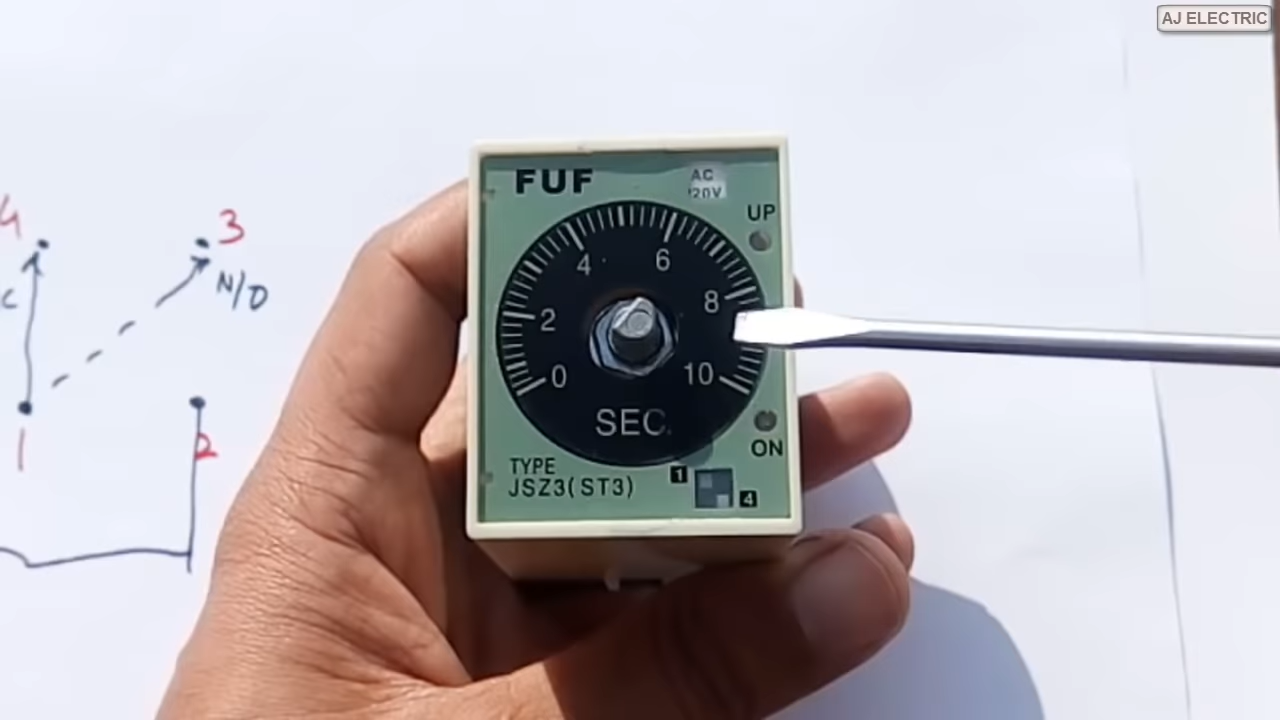 AJ ELECTRIC
FUF
AC
UP
4
6
2
8
0
10
SEC.
ON
TYPE
JSZ3(ST3)
1
4
4
3
N/O
C
1
2